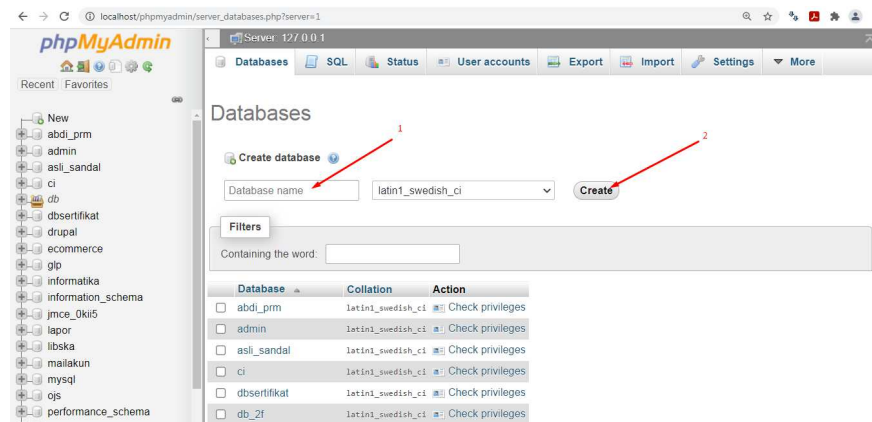 localhost/phpmyadmin/server_databases.php?server=1
phpMyAdmin
Recent Favorites
New
abdi_prm
admin
asli_sandal
ci
db
dbsertifikat
drupal
ecommerce
glp
informatika
information_schema
jmce_0kii5
lapor
libska
mailakun
mysql
ojs
performance_schema
Server: 127.0.0.1
Databases SQL Status User accounts Export Import Settings More
Databases
1
2
Create database
Database name latin1_swedish_ci Create
Filters
Containing the word:
Database Collation Action
abdi_prm latin1_swedish_ci Check privileges
admin latin1_swedish_ci Check privileges
asli_sandal latin1_swedish_ci Check privileges
ci latin1_swedish_ci Check privileges
dbsertifikat latin1_swedish_ci Check privileges
db_2f latin1_swedish_ci Check privileges